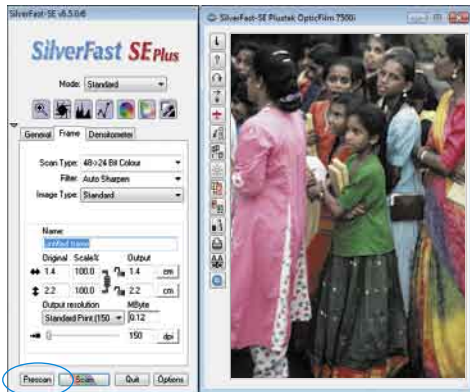 SilverFast-SE v6.5.0r6
SilverFast SE Plus
Mode: Standard
General Frame Densitometer
Scan Type: 48->24 Bit Colour
Filter: Auto Sharpen
Image Type: Standard
Name:
untitled frame
Original Scale% Output
1.4 100.0 1.4 cm
2.2 100.0 2.2 cm
Output resolution MByte
Standard Print (150 0.12
150 dpi
Prescan Scan Quit Options
SilverFast-SE Plustek OpticFilm 7500i